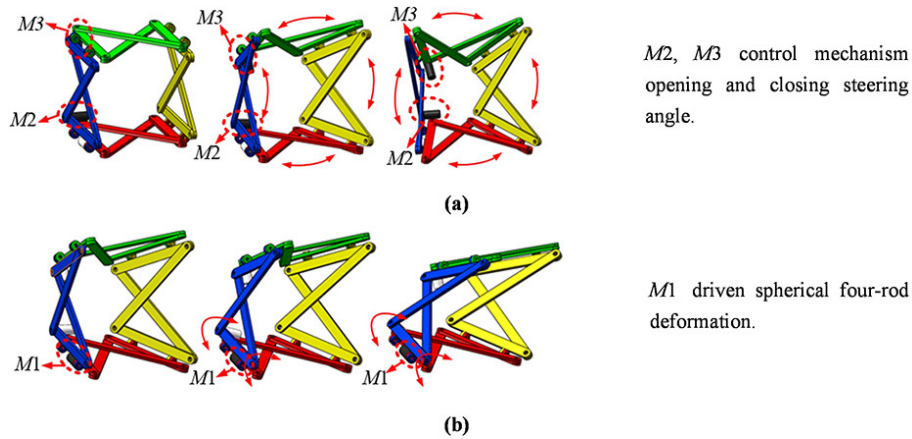 M3
M2
M3
M2
M3
M2
M2, M3 control mechanism
opening and closing steering
angle.
(a)
M1
M1
M1
M1 driven spherical four-rod
deformation.
(b)